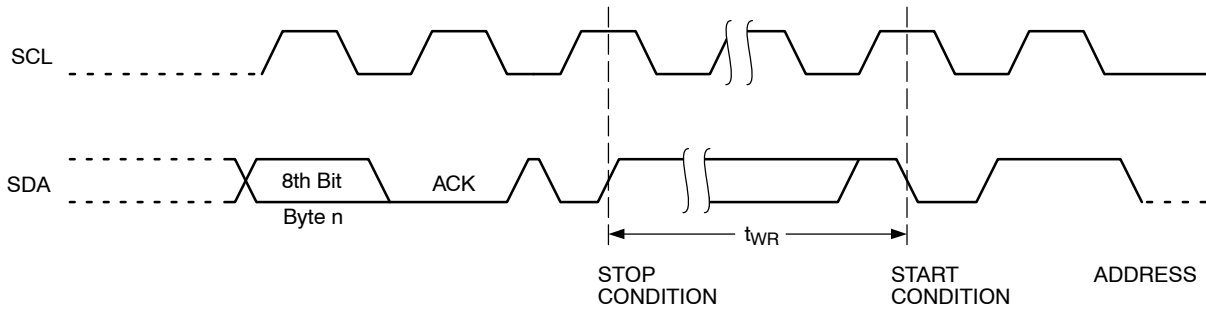 SCL
SDA
8th Bit
Byte n
ACK
tWR
STOP
CONDITION
START
CONDITION
ADDRESS